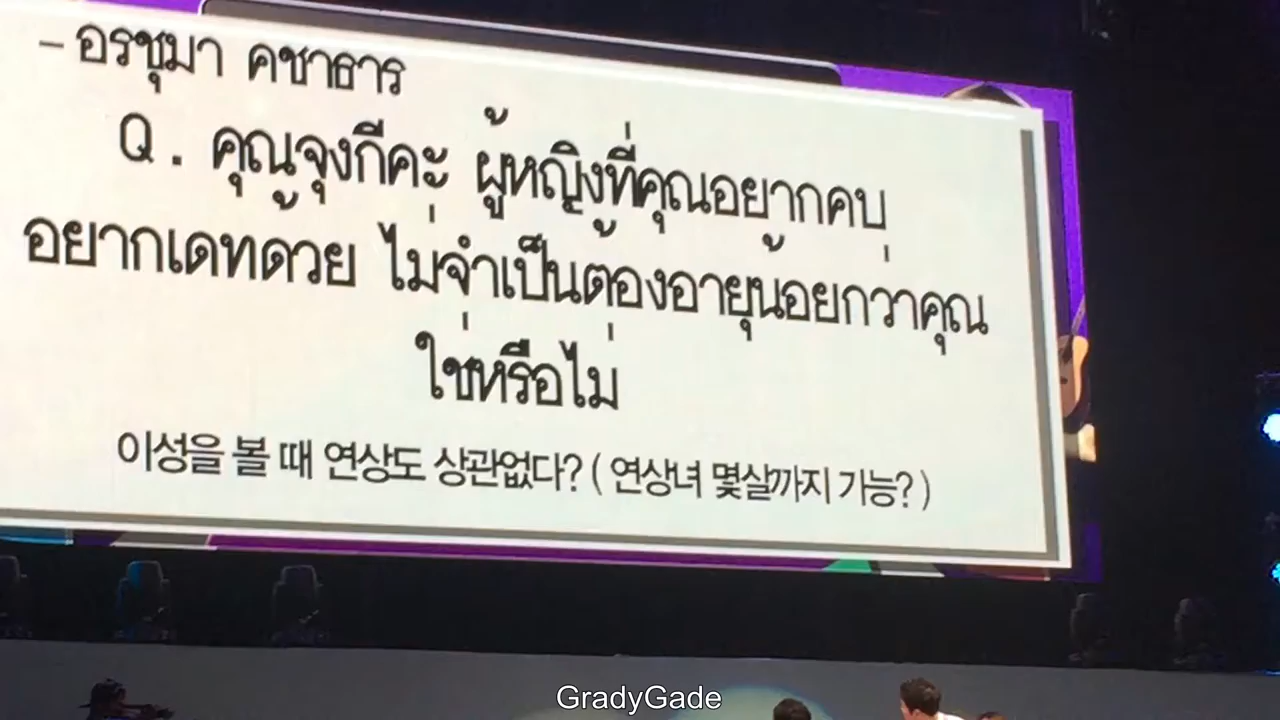 - อรชุมา คชาธาร
Q. คุณจุงกีคะ ผู้หญิงที่คุณอยากคบ
อยากเดทด้วย ไม่จำเป็นต้องอายุน้อยกว่าคุณ
ใช่หรือไม่
이성을 볼 때 연상도 상관없다? ( 연상녀 몇살까지 가능? )
GradyGade